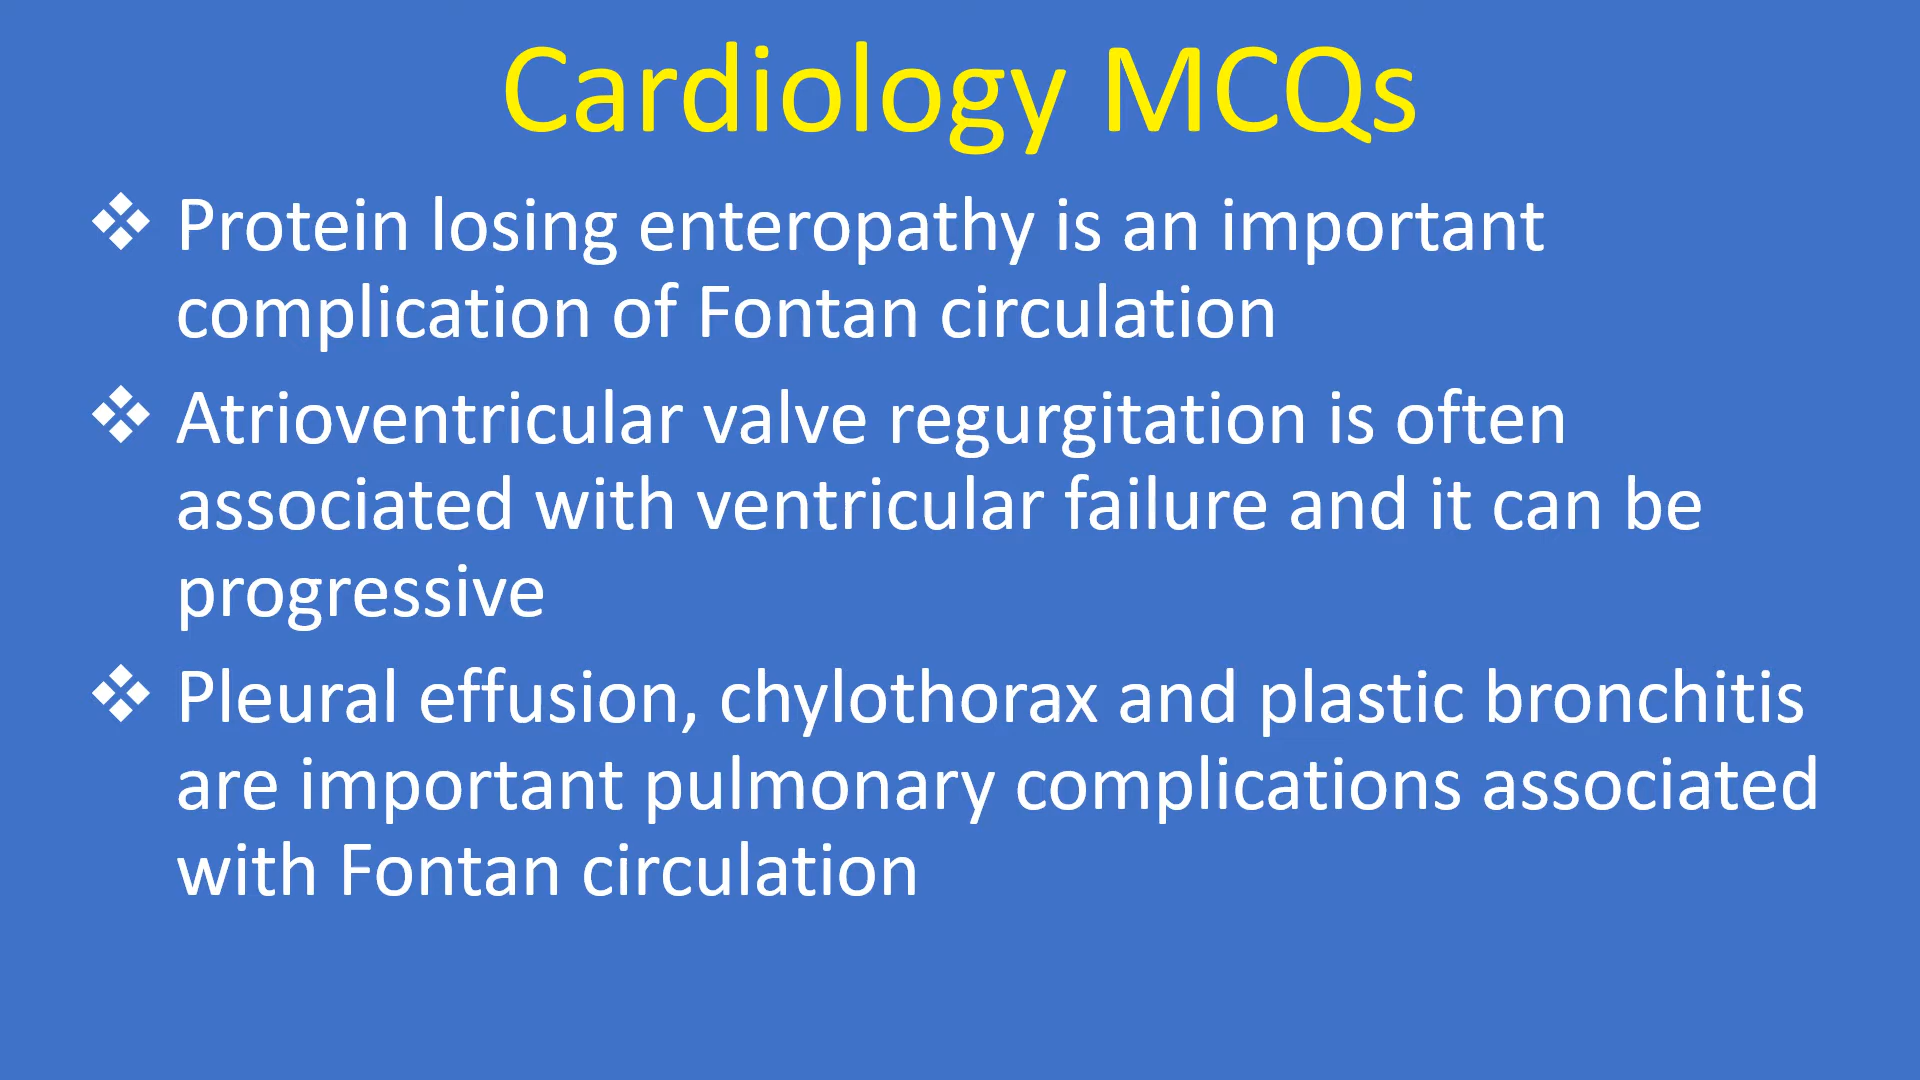 Cardiology MCQs
❖ Protein losing enteropathy is an important
complication of Fontan circulation
❖ Atrioventricular valve regurgitation is often
associated with ventricular failure and it can be
progressive
❖ Pleural effusion, chylothorax and plastic bronchitis
are important pulmonary complications associated
with Fontan circulation